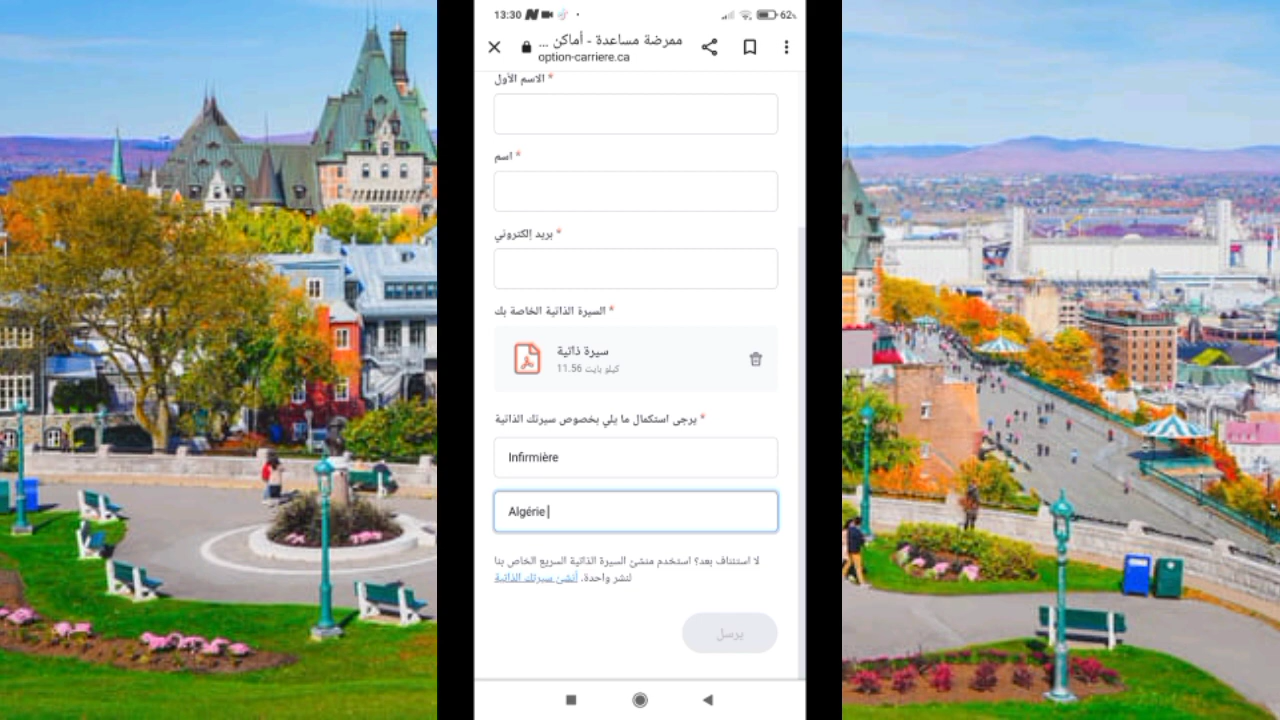 13:30
62%
ممرضة مساعدة - أماكن ...
option-carriere.ca
الاسم الأول *
اسم *
بريد إلكتروني *
السيرة الذاتية الخاصة بك *
سيرة ذاتية
11.56 كيلو بايت
يرجى استكمال ما يلي بخصوص سيرتك الذاتية *
Infirmière
Algérie
لا استئناف بعد؟ استخدم منشئ السيرة الذاتية السريع الخاص بنا
لنشر واحدة. أنشئ سيرتك الذاتية
يرسل